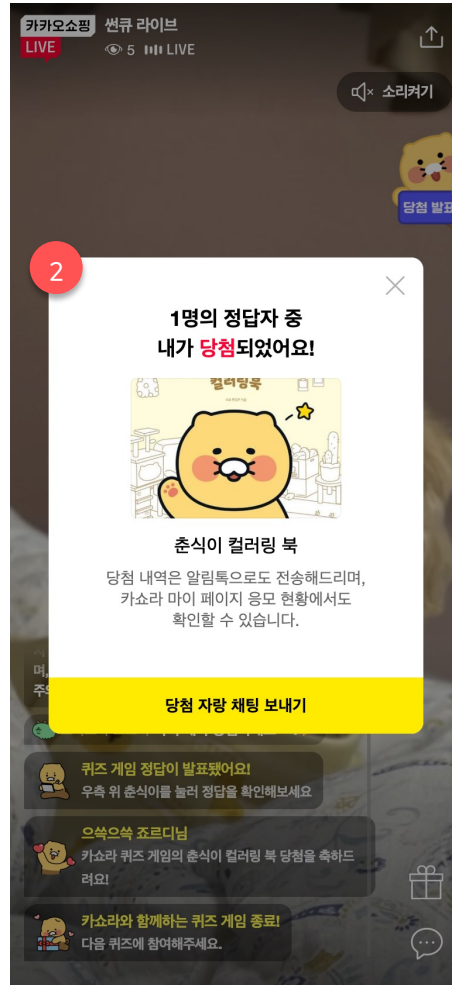 카카오쇼핑 썬큐 라이브
LIVE 5 LIVE
소리켜기
당첨 발표
2
1명의 정답자 중
내가 당첨되었어요!
컬러링북
춘식이 컬러링 북
당첨 내역은 알림톡으로도 전송해드리며,
카쇼라 마이 페이지 응모 현황에서도
확인할 수 있습니다.
며,
당첨 자랑 채팅 보내기
퀴즈 게임 정답이 발표됐어요!
우측 위 춘식이를 눌러 정답을 확인해보세요
으쓱으쓱 죠르디님
카쇼라 퀴즈 게임의 춘식이 컬러링 북 당첨을 축하드
려요!
카쇼라와 함께하는 퀴즈 게임 종료!
다음 퀴즈에 참여해주세요.